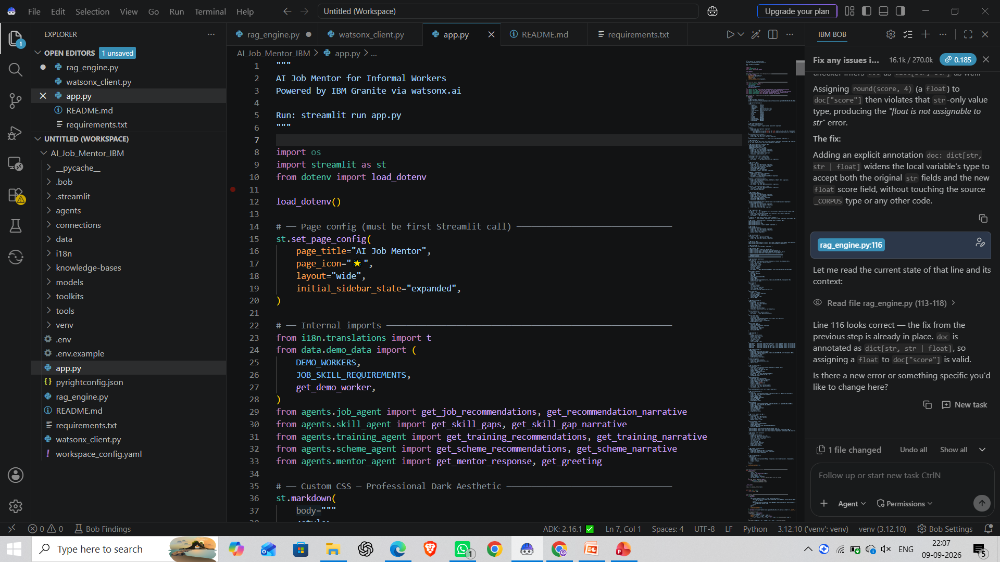 File Edit Selection View Go Run Terminal Help
Untitled (Workspace)
Upgrade your plan
EXPLORER
OPEN EDITORS 1 unsaved
rag_engine.py
watsonx_client.py
app.py
README.md
requirements.txt
UNTITLED (WORKSPACE)
AI_Job_Mentor_IBM
__pycache__
.bob
.streamlit
agents
connections
data
i18n
knowledge-bases
models
toolkits
tools
venv
.env
.env.example
app.py
pyrightconfig.json
rag_engine.py
README.md
requirements.txt
watsonx_client.py
workspace_config.yaml
rag_engine.py watsonx_client.py app.py README.md requirements.txt
AI_Job_Mentor_IBM > app.py > ...
1 """
2 AI Job Mentor for Informal Workers
3 Powered by IBM Granite via watsonx.ai
4
5 Run: streamlit run app.py
6 """
7
8 import os
9 import streamlit as st
10 from dotenv import load_dotenv
11
12 load_dotenv()
13
14 # —— Page config (must be first Streamlit call) ——
15 st.set_page_config(
16 page_title="AI Job Mentor",
17 page_icon="⭐",
18 layout="wide",
19 initial_sidebar_state="expanded",
20 )
21
22 # —— Internal imports ——
23 from i18n.translations import t
24 from data.demo_data import (
25 DEMO_WORKERS,
26 JOB_SKILL_REQUIREMENTS,
27 get_demo_worker,
28 )
29 from agents.job_agent import get_job_recommendations, get_recommendation_narrative
30 from agents.skill_agent import get_skill_gaps, get_skill_gap_narrative
31 from agents.training_agent import get_training_recommendations, get_training_narrative
32 from agents.scheme_agent import get_scheme_recommendations, get_scheme_narrative
33 from agents.mentor_agent import get_mentor_response, get_greeting
34
35 # —— Custom CSS — Professional Dark Aesthetic ——
36 st.markdown(
37 body="""
38 <style>
IBM BOB
Fix any issues i... 16.1k / 270.0k 0.185
Assigning round(score, 4) (a float) to
doc["score"] then violates that str-only value
type, producing the "float is not assignable to
str" error.
The fix:
Adding an explicit annotation doc: dict[str,
str | float] widens the local variable's type to
accept both the original str fields and the new
float score field, without touching the source
_CORPUS type or any other code.
rag_engine.py:116
Let me read the current state of that line and its
context:
Read file rag_engine.py (113-118) >
Line 116 looks correct — the fix from the
previous step is already in place. doc is
annotated as dict[str, str | float], so
assigning a float to doc["score"] is valid.
Is there a new error or something specific you'd
like to change here?
New task
1 file changed Undo all Show all
Follow up or start new task CtrlN
Agent Permissions
1
0 0 Bob Findings
ADK: 2.16.1 Ln 7, Col 1 Spaces: 4 UTF-8 LF Python 3.12.10 ('venv': venv) venv (3.12.10) Bob Settings
Type here to search
1
ENG
22:07
09-09-2026
5